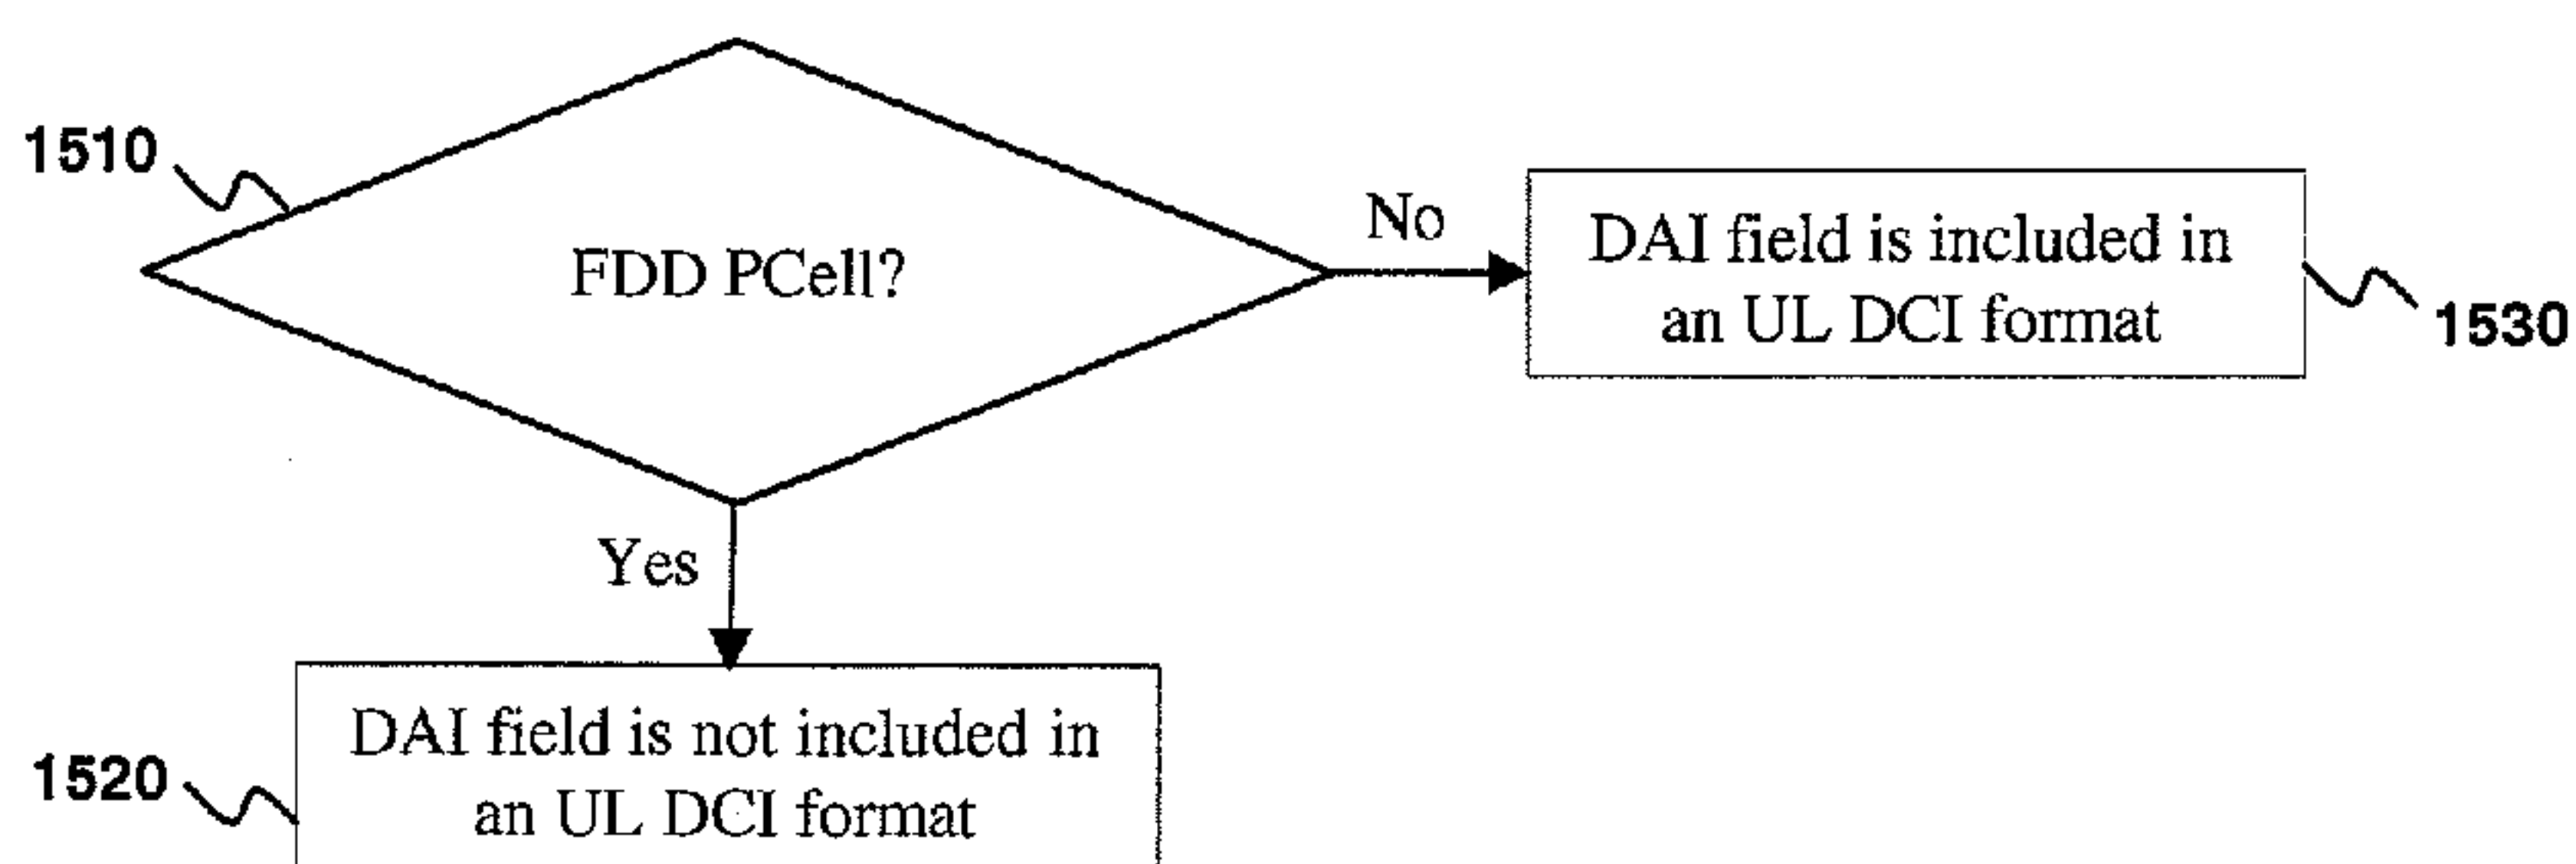 1510
FDD PCell?
No
DAI field is included in
an UL DCI format
1530
Yes
DAI field is not included in
an UL DCI format
1520